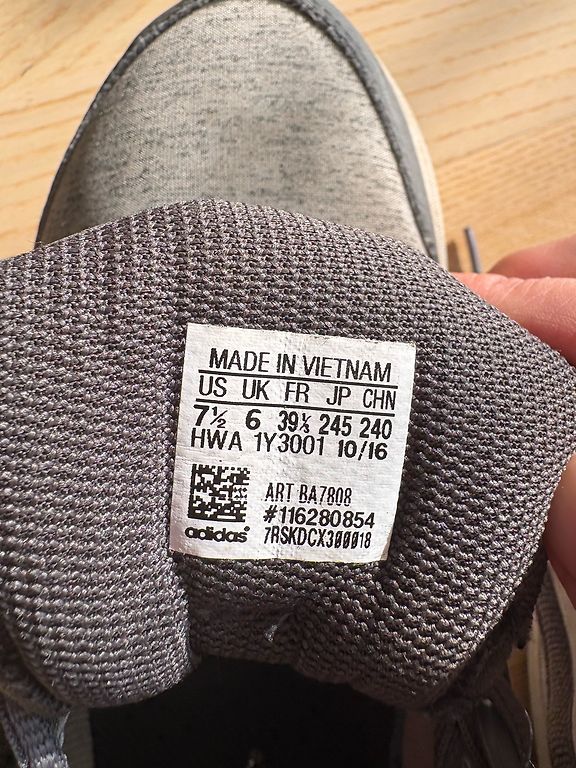 MADE IN VIETNAM
US UK FR JP CHN
7½ 6 39⅓ 245 240
HWA 1Y3001 10/16
ART BA7808
#116280854
adidas® 7RSKDCX300018